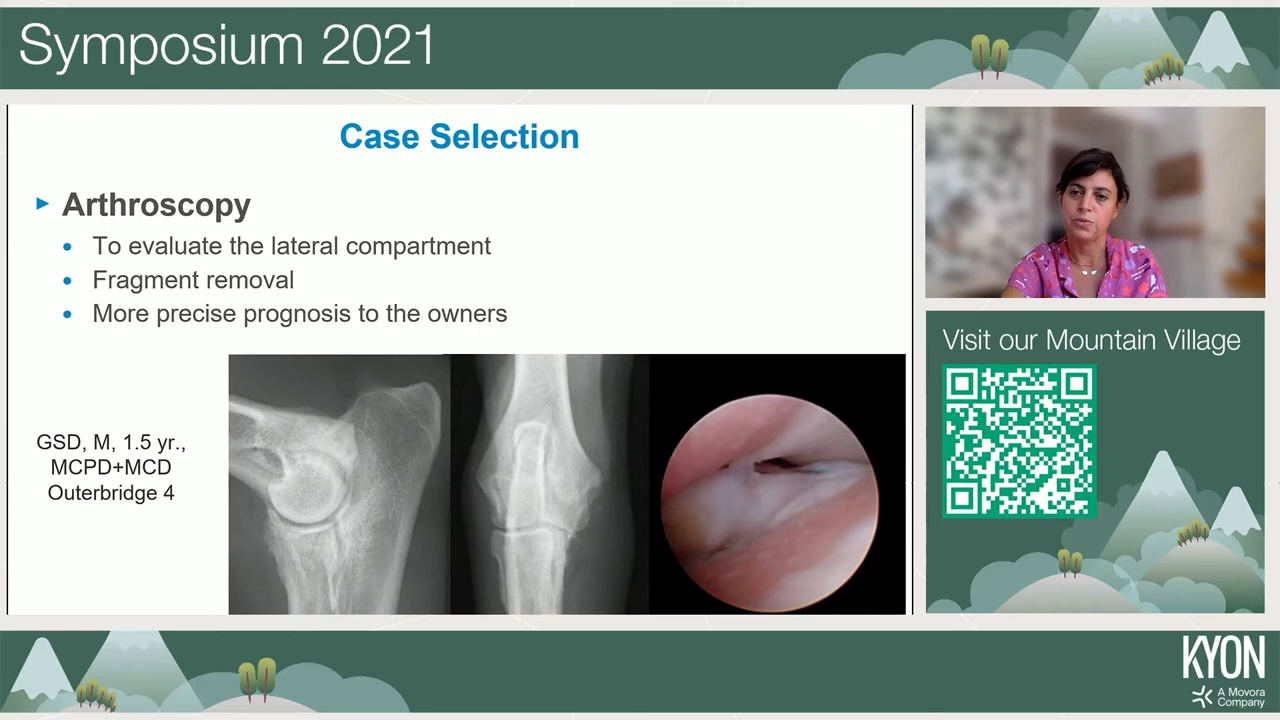 Symposium 2021
Case Selection
Arthroscopy
To evaluate the lateral compartment
Fragment removal
More precise prognosis to the owners
GSD, M, 1.5 yr.,
MCPD+MCD
Outerbridge 4
Visit our Mountain Village
KYON
A Movora
Company